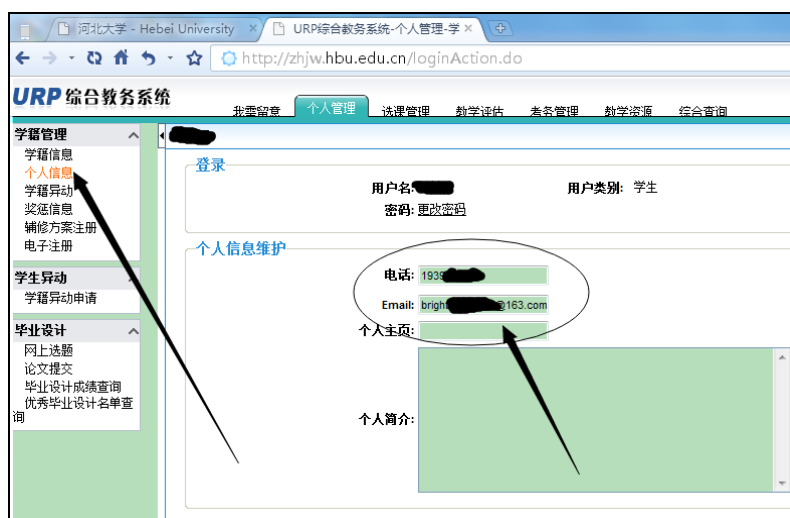 河北大学 - Hebei University
URP综合教务系统-个人管理-学
http://zhjw.hbu.edu.cn/loginAction.do
URP 综合教务系统
我要留意 个人管理 选课管理 教学评估 考务管理 教学资源 综合查询
学籍管理
学籍信息
个人信息
学籍异动
奖惩信息
辅修方案注册
电子注册
学生异动
学籍异动申请
毕业设计
网上选题
论文提交
毕业设计成绩查询
优秀毕业设计名单查
询
登录
用户名:
用户类别: 学生
密码: 更改密码
个人信息维护
电话: 1939
Email: bright @163.com
个人主页:
个人简介: